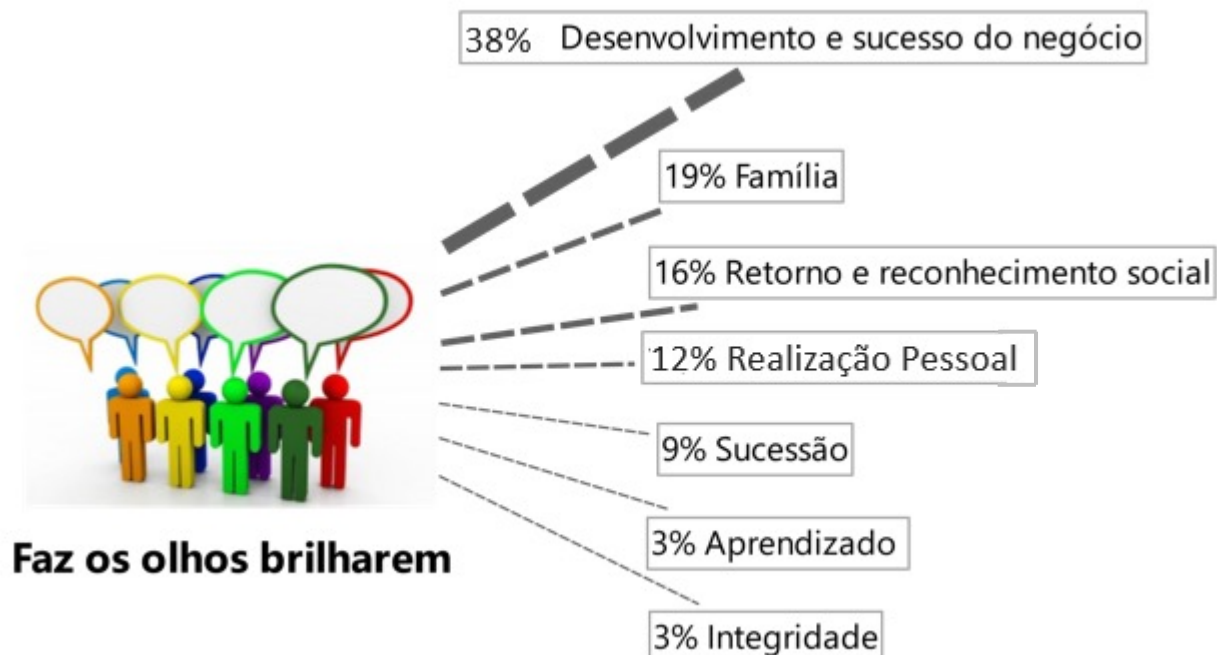 38% Desenvolvimento e sucesso do negócio
19% Família
16% Retorno e reconhecimento social
12% Realização Pessoal
9% Sucessão
3% Aprendizado
3% Integridade
Faz os olhos brilharem